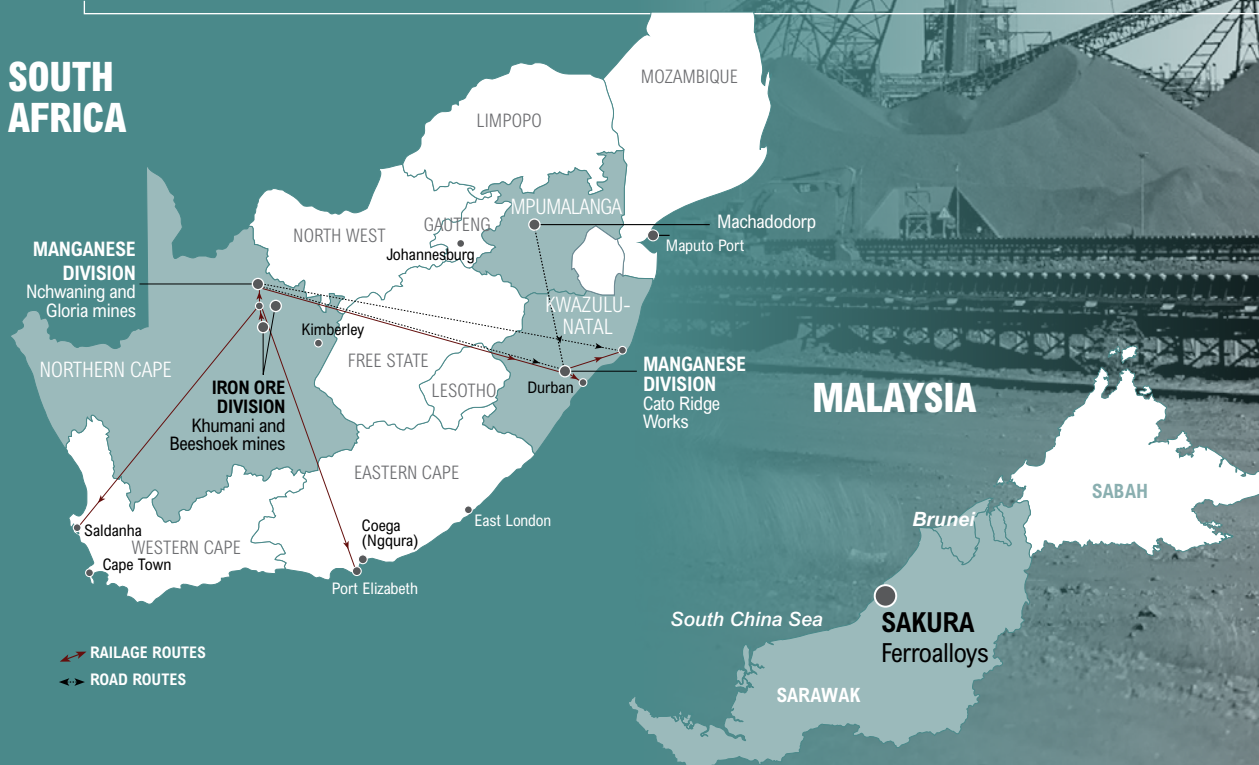 SOUTH
AFRICA
MOZAMBIQUE
LIMPOPO
MPUMALANGA
GAUTENG
NORTH WEST
Johannesburg
Machadodorp
Maputo Port
MANGANESE
DIVISION
Nchwaning and
Gloria mines
KWAZULU-
NATAL
Kimberley
FREE STATE
NORTHERN CAPE
LESOTHO
IRON ORE
DIVISION
Khumani and
Beeshoek mines
Durban
MANGANESE
DIVISION
Cato Ridge
Works
EASTERN CAPE
East London
Coega
(Ngqura)
Port Elizabeth
Saldanha
WESTERN CAPE
Cape Town
RAILAGE ROUTES
ROAD ROUTES
MALAYSIA
SABAH
Brunei
South China Sea
SAKURA
Ferroalloys
SARAWAK